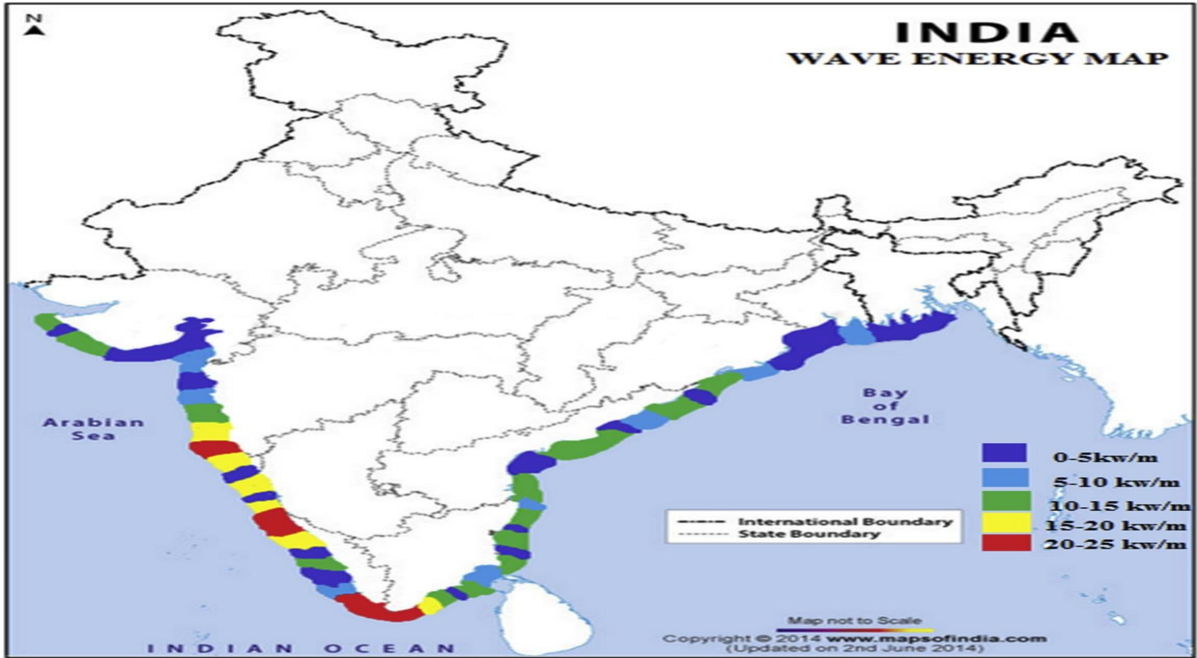 N
INDIA
WAVE ENERGY MAP
Arabian
Sea
Bay
of
Bengal
0-5kw/m
5-10 kw/m
10-15 kw/m
15-20 kw/m
20-25 kw/m
International Boundary
State Boundary
Map not to Scale
Copyright © 2014 www.mapsofindia.com
(Updated on 2nd June 2014)
INDIAN OCEAN